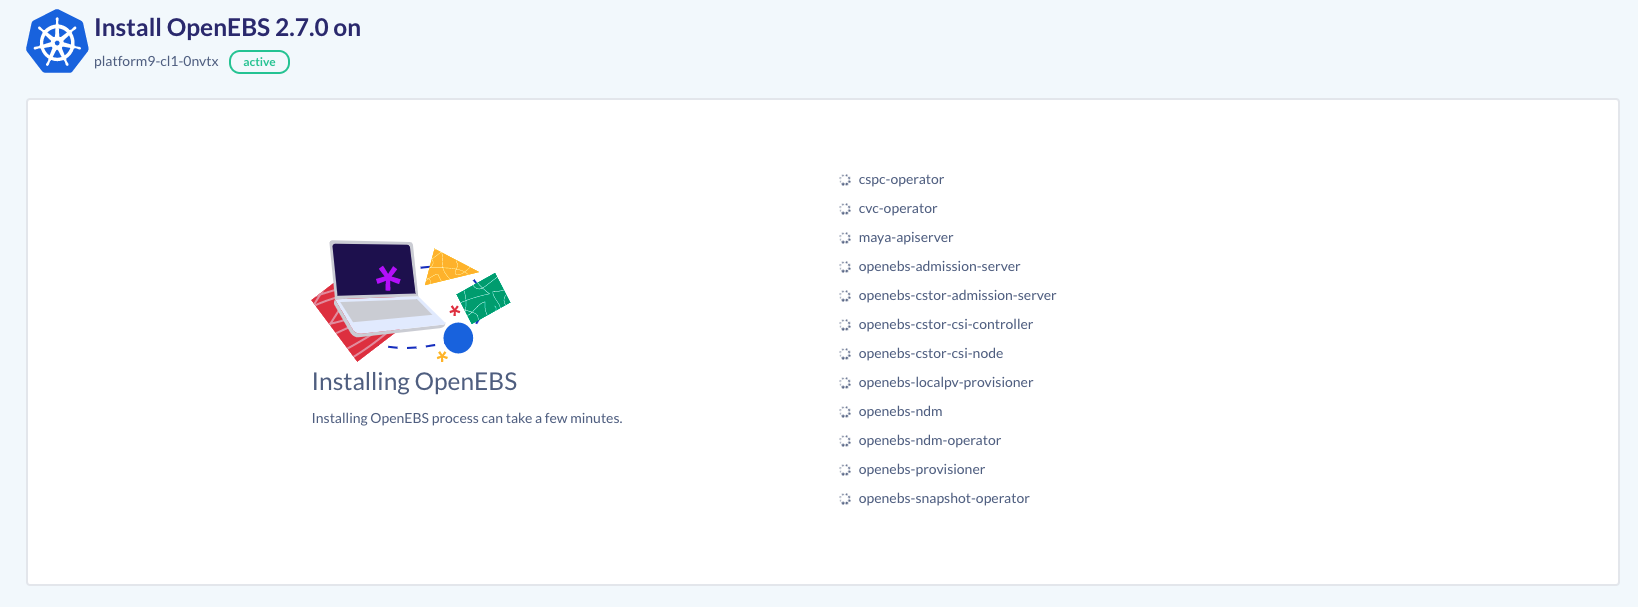 Install OpenEBS 2.7.0 on
platform9-cl1-0nvtx active
Installing OpenEBS
Installing OpenEBS process can take a few minutes.
cspc-operator
cvc-operator
maya-apiserver
openebs-admission-server
openebs-cstor-admission-server
openebs-cstor-csi-controller
openebs-cstor-csi-node
openebs-localpv-provisioner
openebs-ndm
openebs-ndm-operator
openebs-provisioner
openebs-snapshot-operator